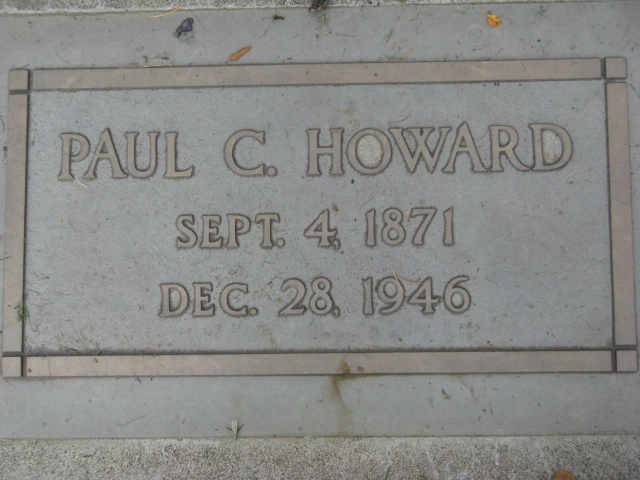 PAUL C. HOWARD
SEPT. 4, 1871
DEC. 28, 1946